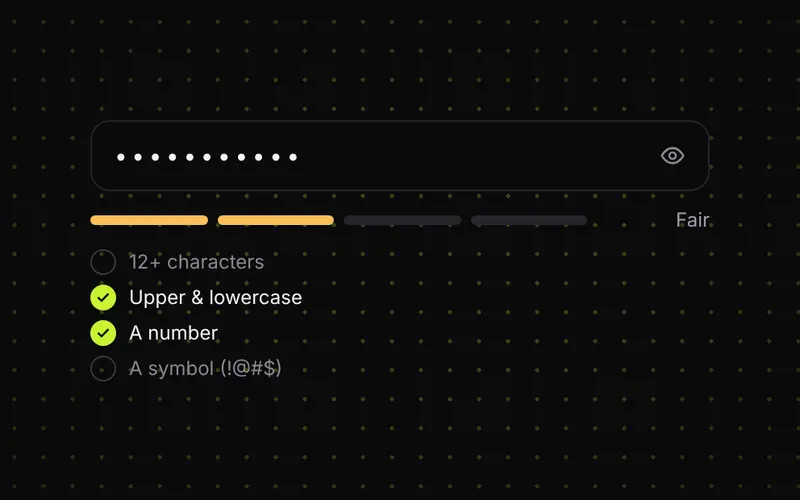 •••••••••••
Fair
12+ characters
Upper & lowercase
A number
A symbol (!@#$)